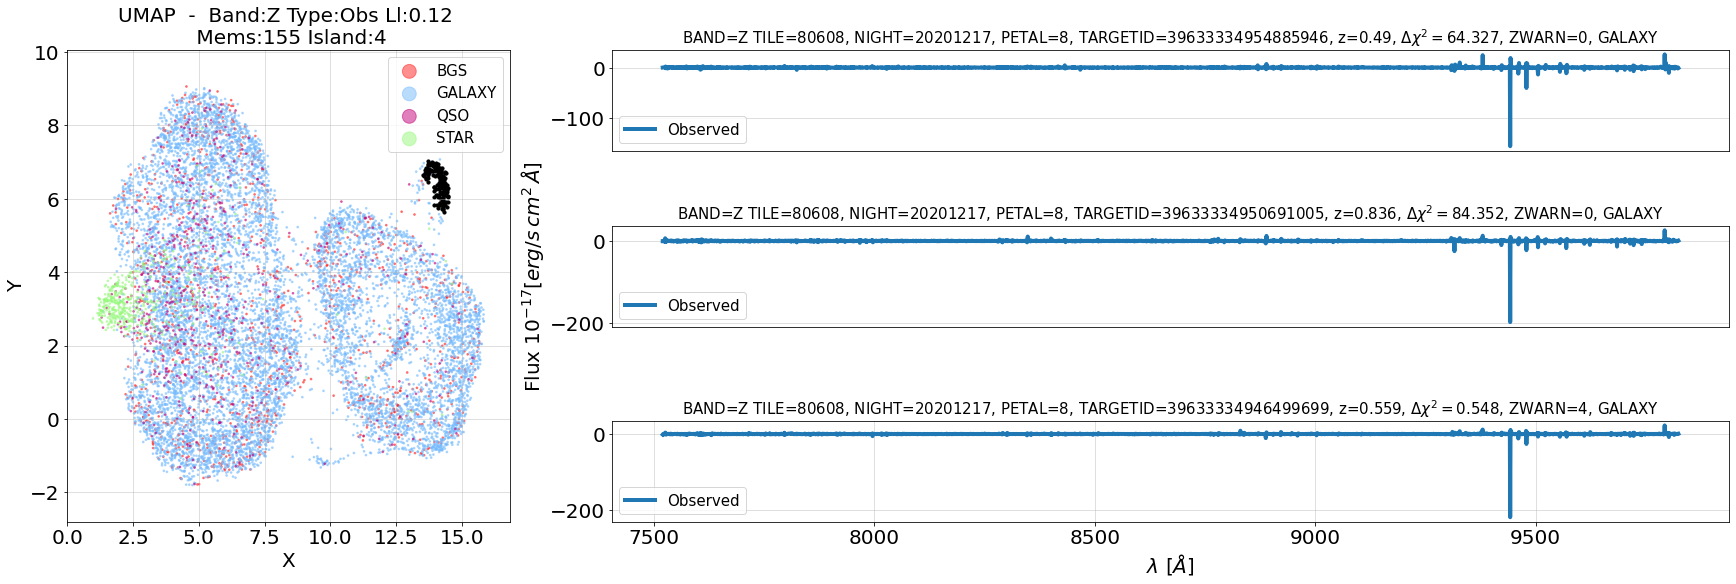 UMAP - Band:Z Type:Obs Ll:0.12
Mems:155 Island:4
10
8
6
4
2
0
−2
Y
0.0 2.5 5.0 7.5 10.0 12.5 15.0
X
BGS
GALAXY
QSO
STAR
Flux 10⁻¹⁷[erg/s cm² Å]
BAND=Z TILE=80608, NIGHT=20201217, PETAL=8, TARGETID=39633334954885946, z=0.49, Δχ² = 64.327, ZWARN=0, GALAXY
0
−100
Observed
BAND=Z TILE=80608, NIGHT=20201217, PETAL=8, TARGETID=39633334950691005, z=0.836, Δχ² = 84.352, ZWARN=0, GALAXY
0
−200
Observed
BAND=Z TILE=80608, NIGHT=20201217, PETAL=8, TARGETID=39633334946499699, z=0.559, Δχ² = 0.548, ZWARN=4, GALAXY
0
−200
Observed
7500 8000 8500 9000 9500
λ [Å]